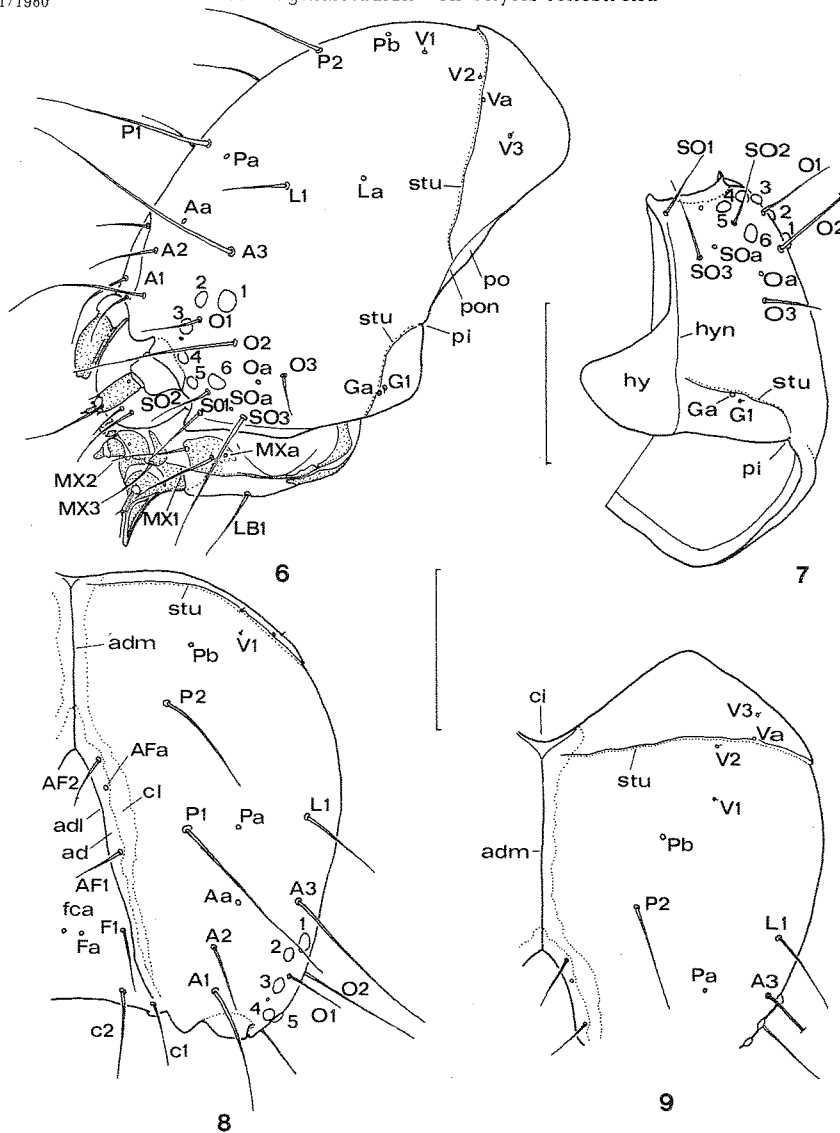 P2
Pb
V1
V2
Va
V3
P1
Pa
stu
L1
La
Aa
A2
A3
A1
2
1
po
pon
3
O1
stu
pi
O2
4
5
6
Oa
O3
Ga
G1
SO2
SO1
SOa
SO3
MXa
MX2
MX3
MX1
LB1
6
SO1
SO2
O1
4
3
2
5
1
O2
6
SOa
SO3
Oa
O3
hyn
stu
hy
Ga
G1
pi
7
stu
adm
V1
Pb
P2
AFa
AF2
cl
adl
P1
Pa
L1
ad
AF1
Aa
A3
fca
F1
Fa
A2
1
2
A1
3
O2
4
5
O1
c2
c1
8
ci
V3
Va
stu
V2
V1
Pb
adm
P2
L1
Pa
A3
9